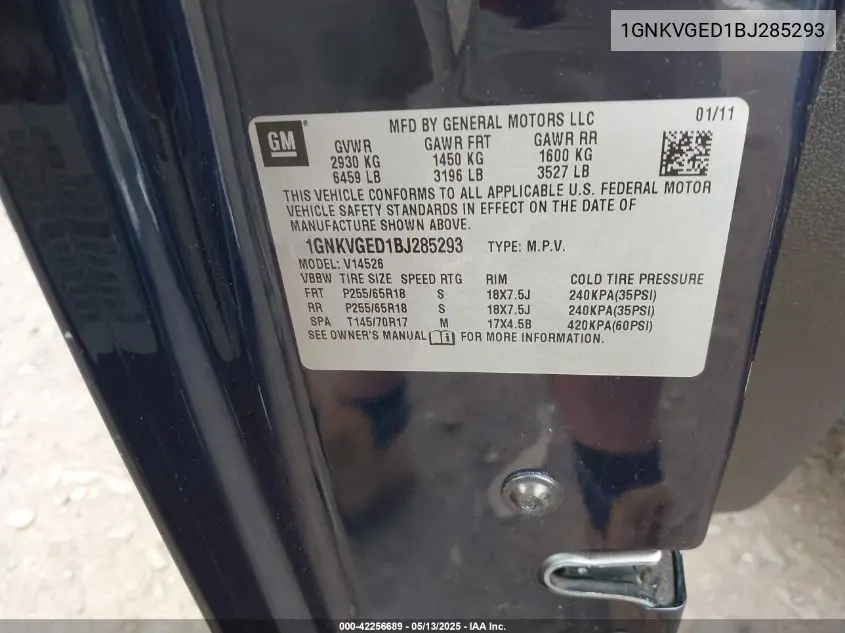 1GNKVGED1BJ285293
MFD BY GENERAL MOTORS LLC 01/11
GM
GVWR GAWR FRT GAWR RR
2930 KG 1450 KG 1600 KG
6459 LB 3196 LB 3527 LB
THIS VEHICLE CONFORMS TO ALL APPLICABLE U.S. FEDERAL MOTOR
VEHICLE SAFETY STANDARDS IN EFFECT ON THE DATE OF
MANUFACTURE SHOWN ABOVE.
1GNKVGED1BJ285293 TYPE: M.P.V.
MODEL: V14526
VBBW TIRE SIZE SPEED RTG RIM COLD TIRE PRESSURE
FRT P255/65R18 S 18X7.5J 240KPA(35PSI)
RR P255/65R18 S 18X7.5J 240KPA(35PSI)
SPA T145/70R17 M 17X4.5B 420KPA(60PSI)
SEE OWNER'S MANUAL FOR MORE INFORMATION.
000-42256689 - 05/13/2025 - IAA Inc.